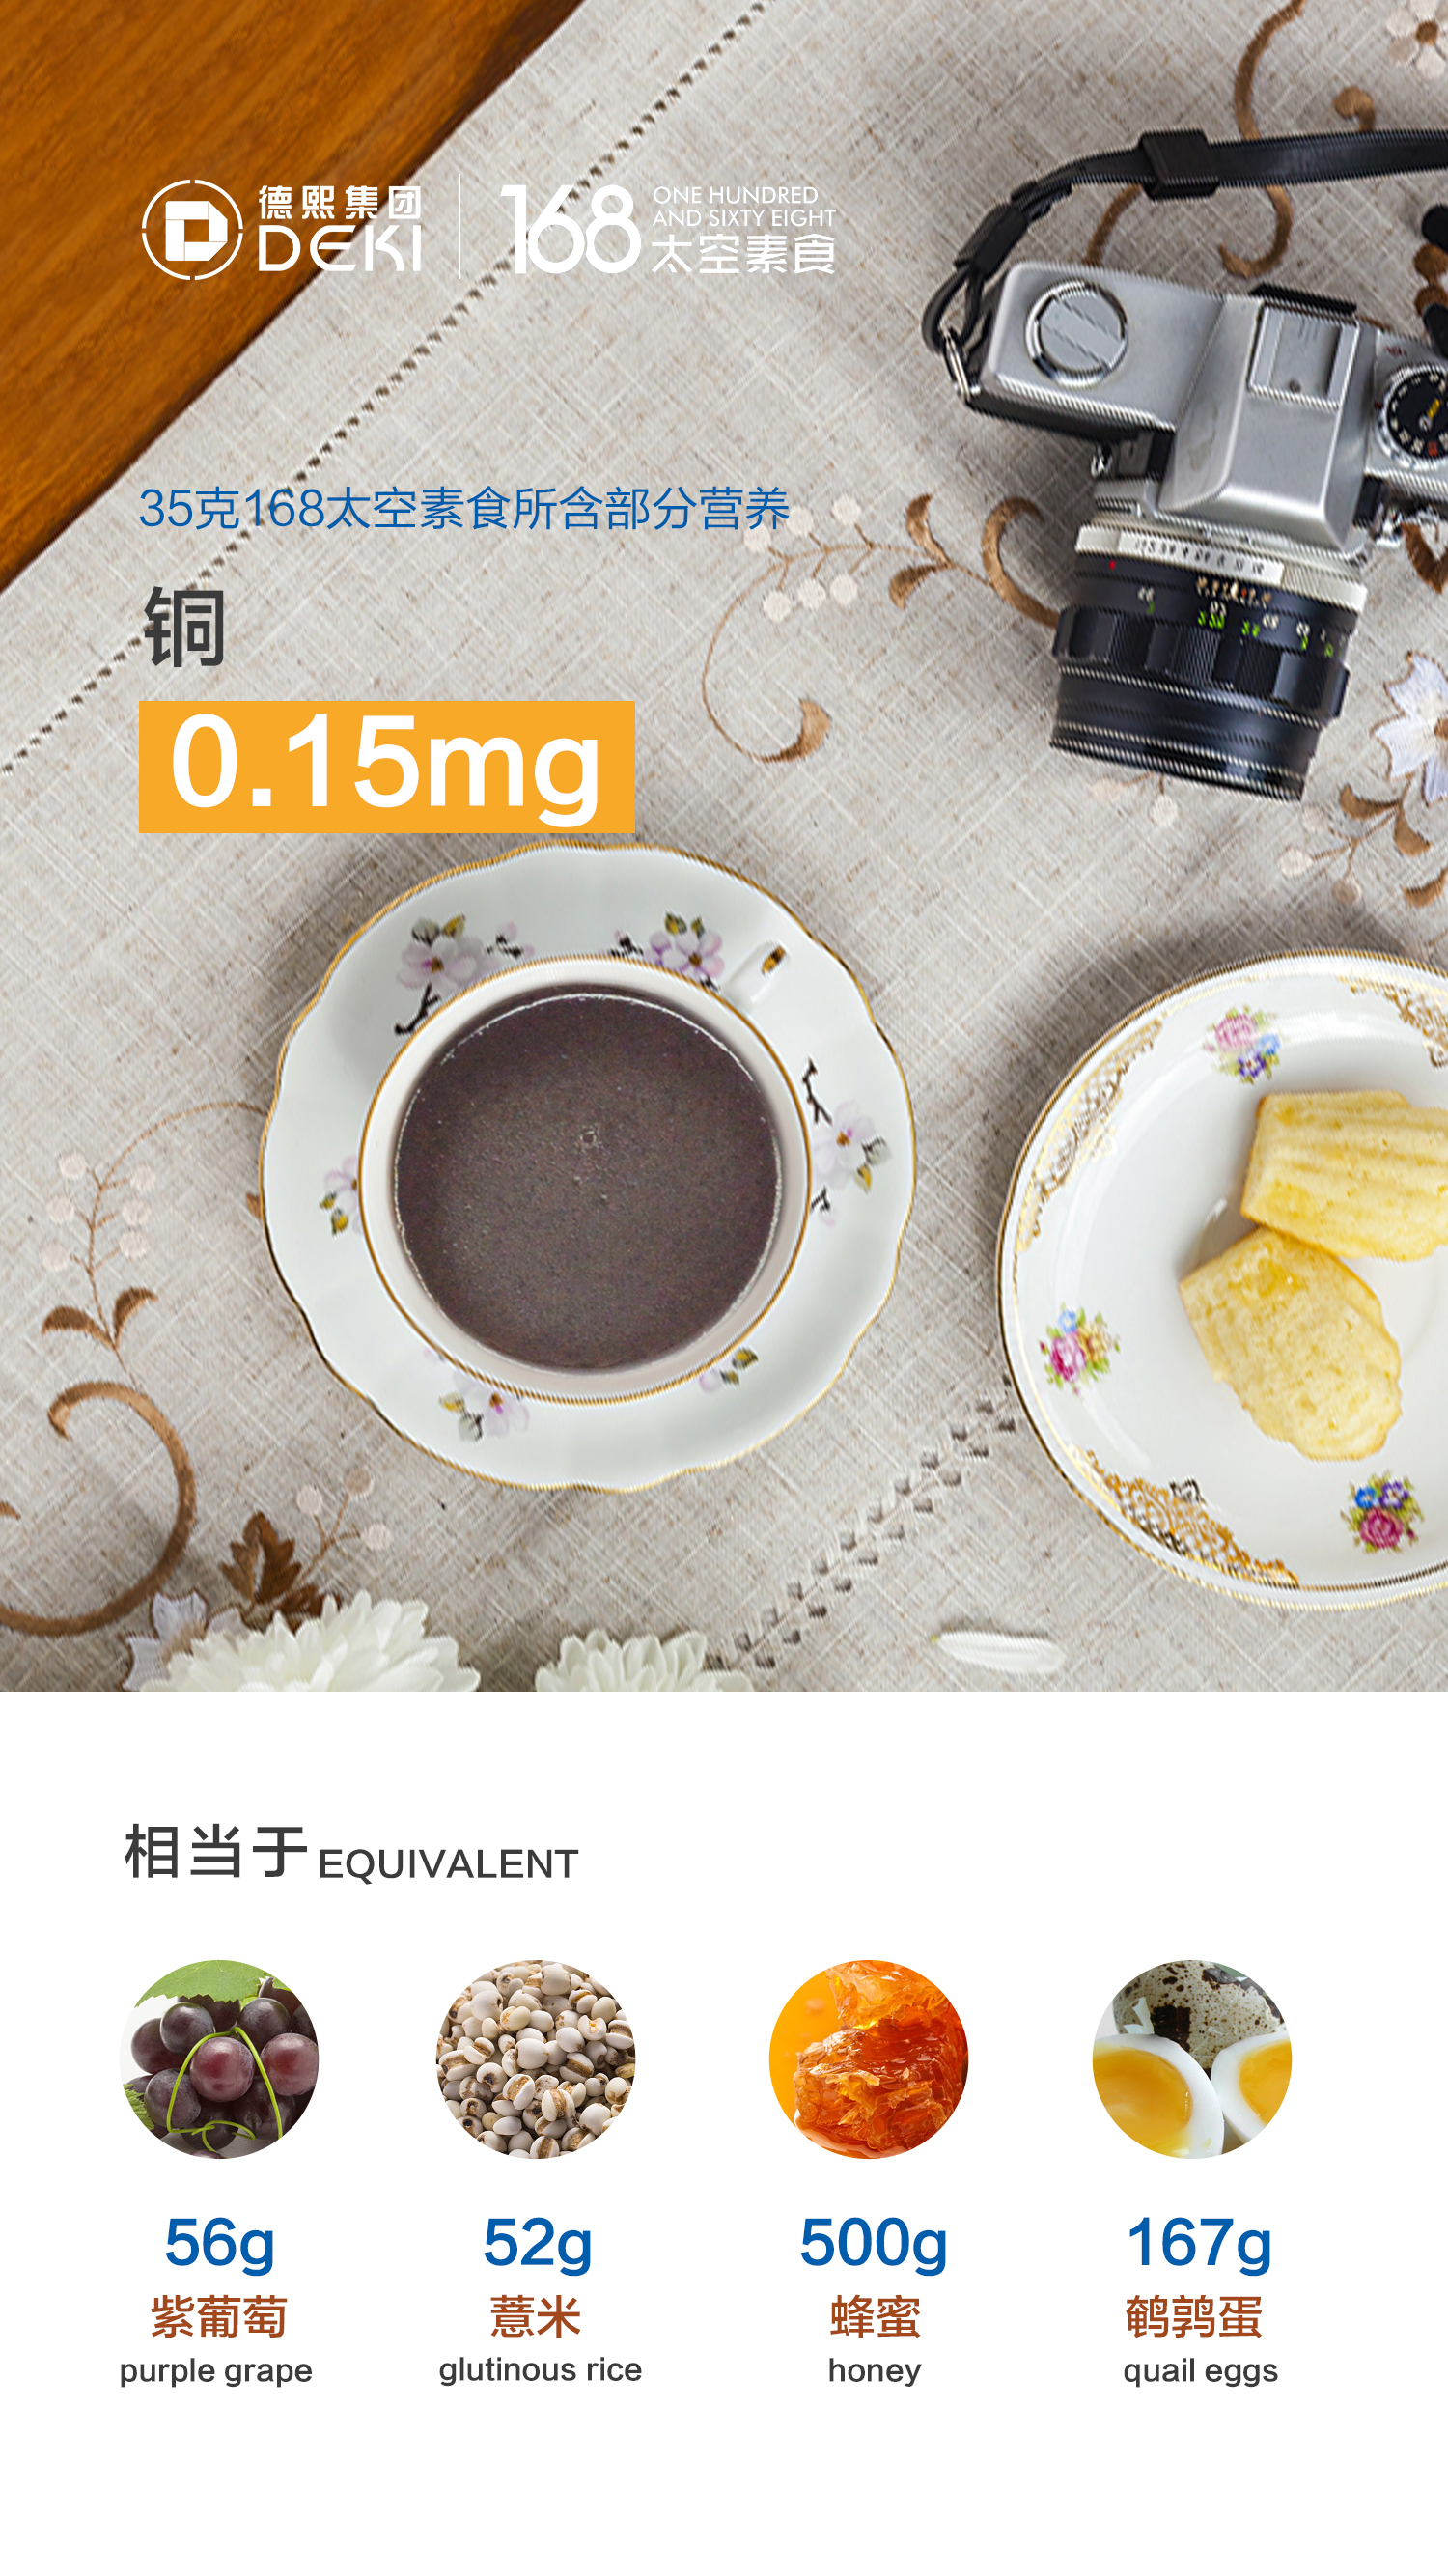 德熙集团
DEKI
168
ONE HUNDRED
AND SIXTY EIGHT
太空素食
35克168太空素食所含部分营养
铜
0.15mg
相当于 EQUIVALENT
56g
紫葡萄
purple grape
52g
薏米
glutinous rice
500g
蜂蜜
honey
167g
鹌鹑蛋
quail eggs